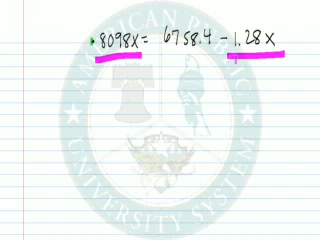 .8098x = 6758.4 - 1.28x
AMERICAN PUBLIC
UNIVERSITY SYSTEM